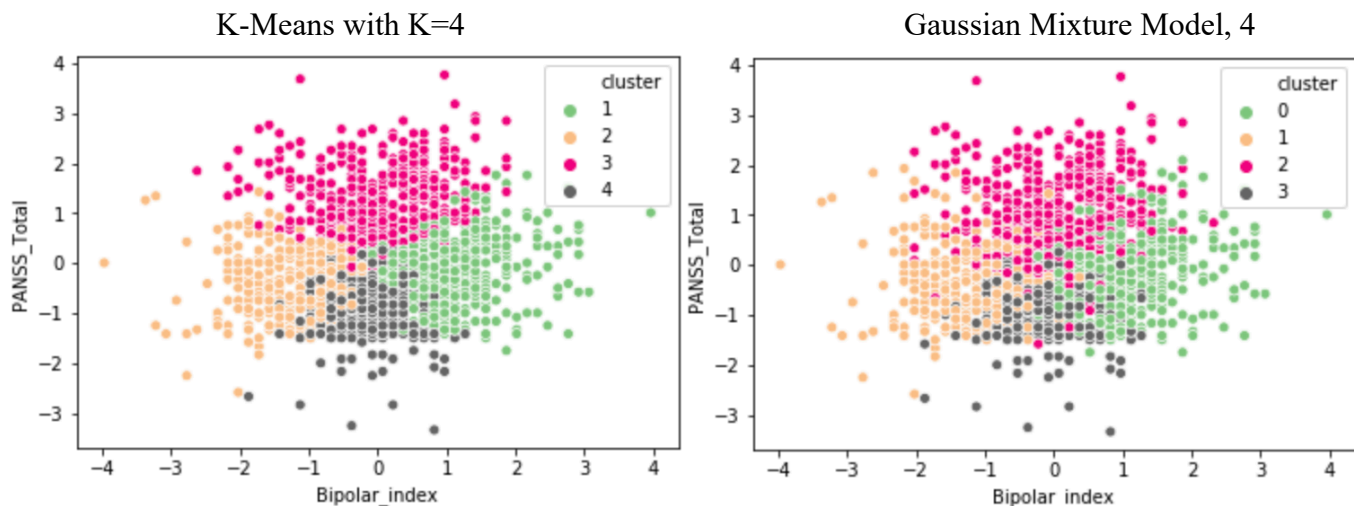 K-Means with K=4
4
3
2
1
0
−1
−2
−3
PANSS_Total
cluster
1
2
3
4
−4 −3 −2 −1 0 1 2 3 4
Bipolar_index
Gaussian Mixture Model, 4
4
3
2
1
0
−1
−2
−3
PANSS_Total
cluster
0
1
2
3
−4 −3 −2 −1 0 1 2 3 4
Bipolar index